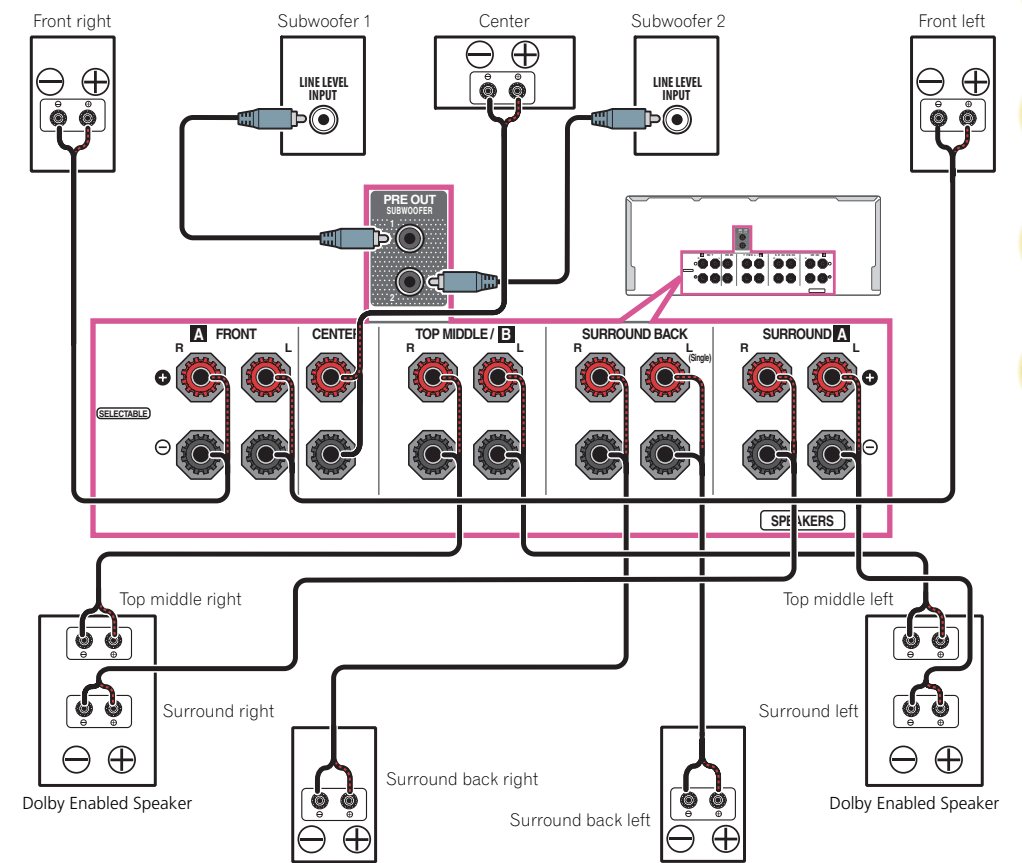 Front right
Subwoofer 1
Center
Subwoofer 2
Front left
LINE LEVEL
INPUT
LINE LEVEL
INPUT
PRE OUT
SUBWOOFER
1
2
A FRONT
CENTER
TOP MIDDLE / B
SURROUND BACK
SURROUND A
R
L
R
L
R
L
(Single)
R
L
SELECTABLE
SPEAKERS
Top middle right
Top middle left
Surround right
Surround left
Dolby Enabled Speaker
Surround back right
Surround back left
Dolby Enabled Speaker